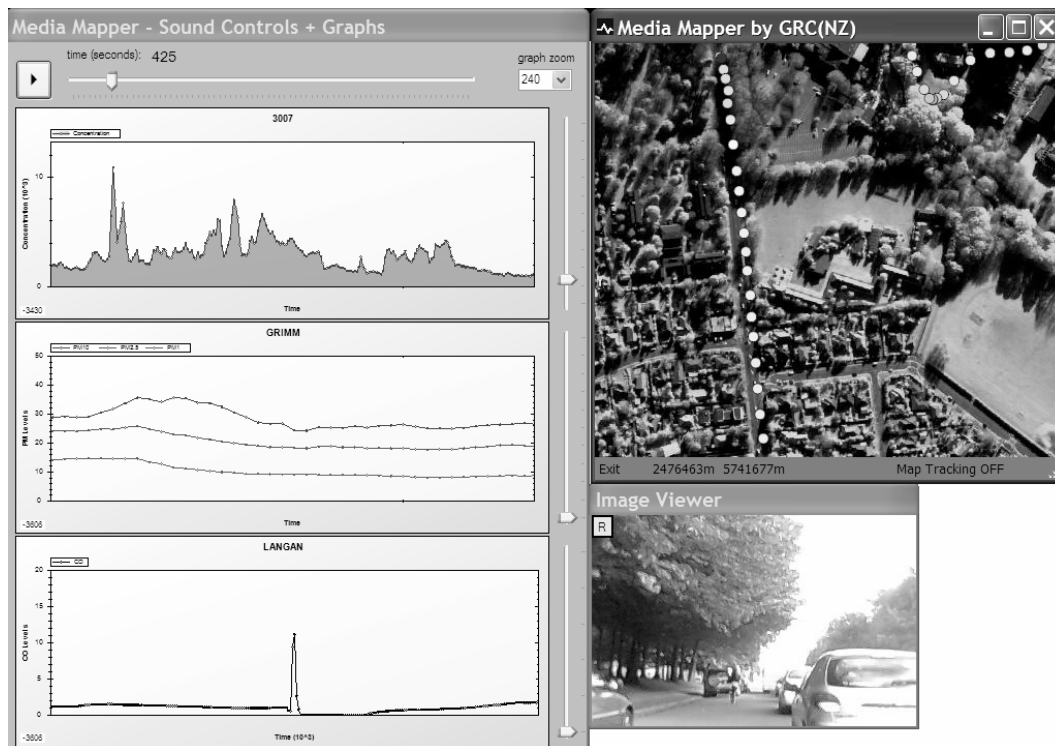 Media Mapper - Sound Controls + Graphs
time (seconds): 425
graph zoom
240
3007
Concentration
Concentration (10^3)
10
0
-3430
Time
GRIMM
PM10 PM2.5 PM1
PM Levels
50
40
30
20
10
0
-3606
Time
LANGAN
CO
CO Levels
20
15
10
5
0
-3606
Time (10^3)
Media Mapper by GRC(NZ)
Exit 2476463m 5741677m Map Tracking OFF
Image Viewer
R